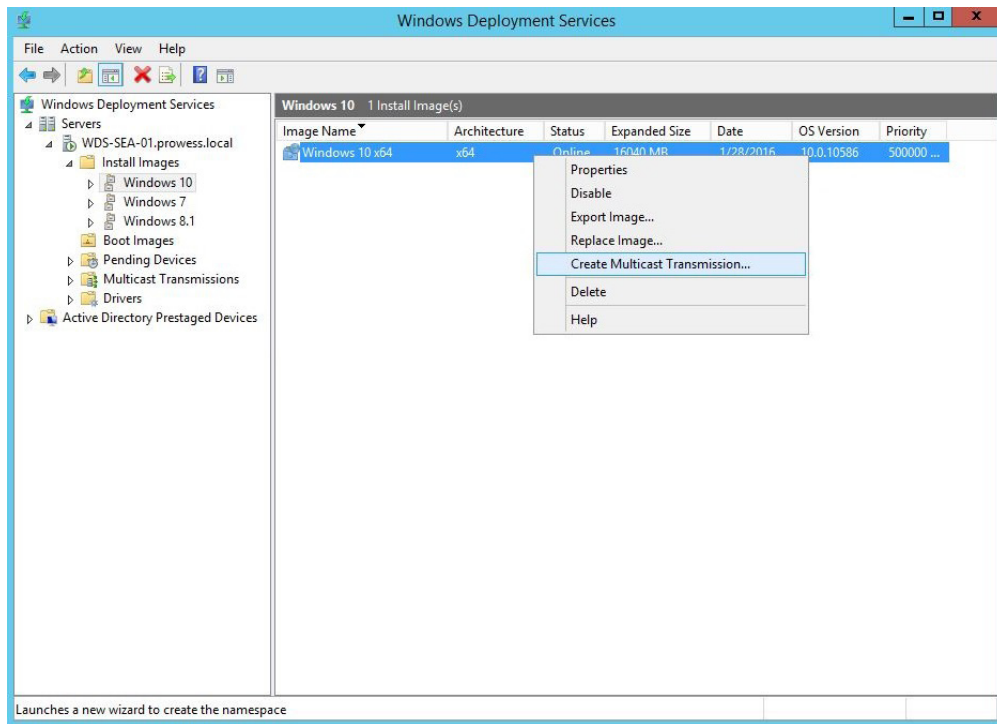 Windows Deployment Services
File Action View Help
Windows Deployment Services
Servers
WDS-SEA-01.prowess.local
Install Images
Windows 10
Windows 7
Windows 8.1
Boot Images
Pending Devices
Multicast Transmissions
Drivers
Active Directory Prestaged Devices
Windows 10 1 Install Image(s)
Image Name Architecture Status Expanded Size Date OS Version Priority
Windows 10 x64 x64 Online 16040 MB 1/28/2016 10.0.10586 500000 ...
Properties
Disable
Export Image...
Replace Image...
Create Multicast Transmission...
Delete
Help
Launches a new wizard to create the namespace